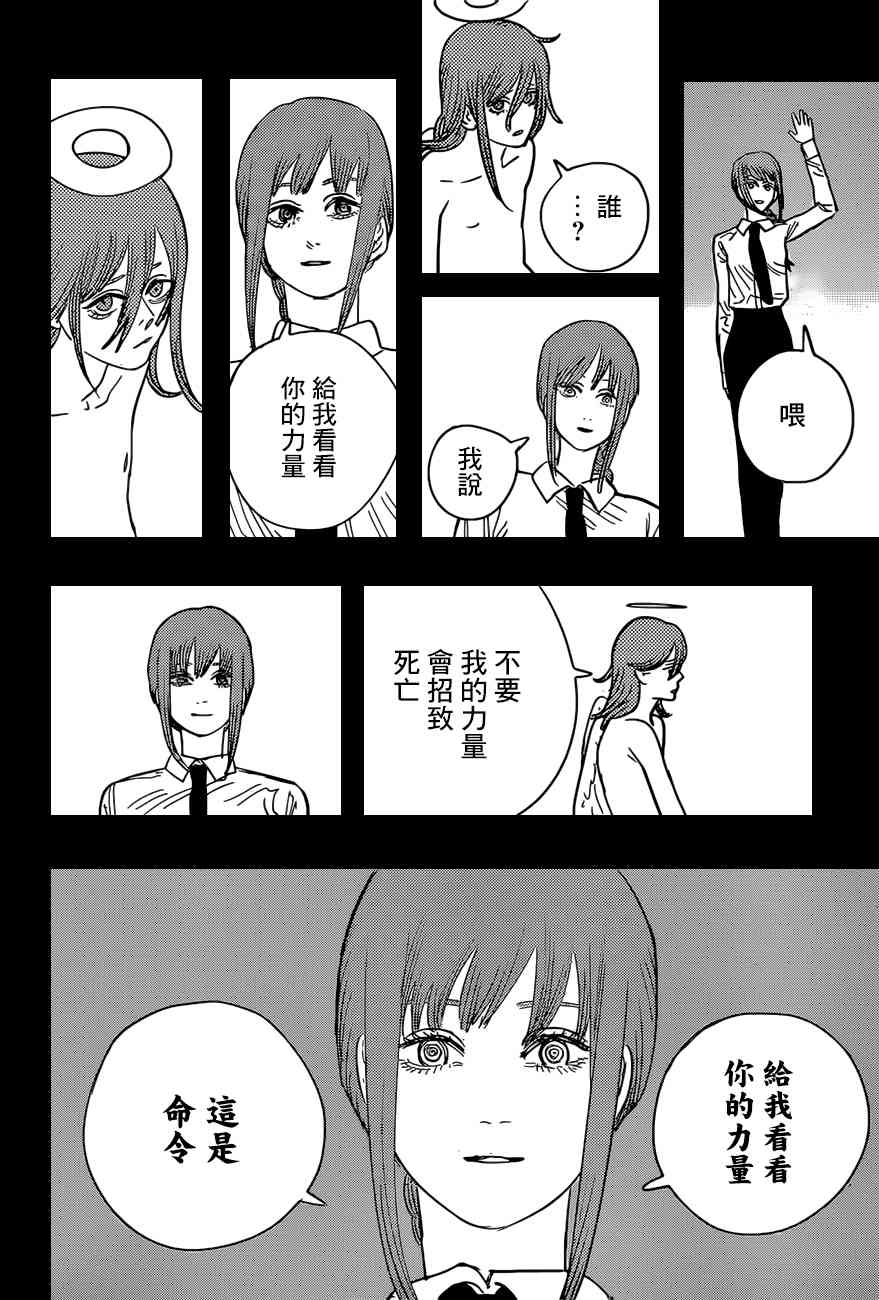 喂
誰
…？
我
說
給我看看
你的力量
不要
我的力量
會招致
死亡
給我看看
你的力量
這是
命令